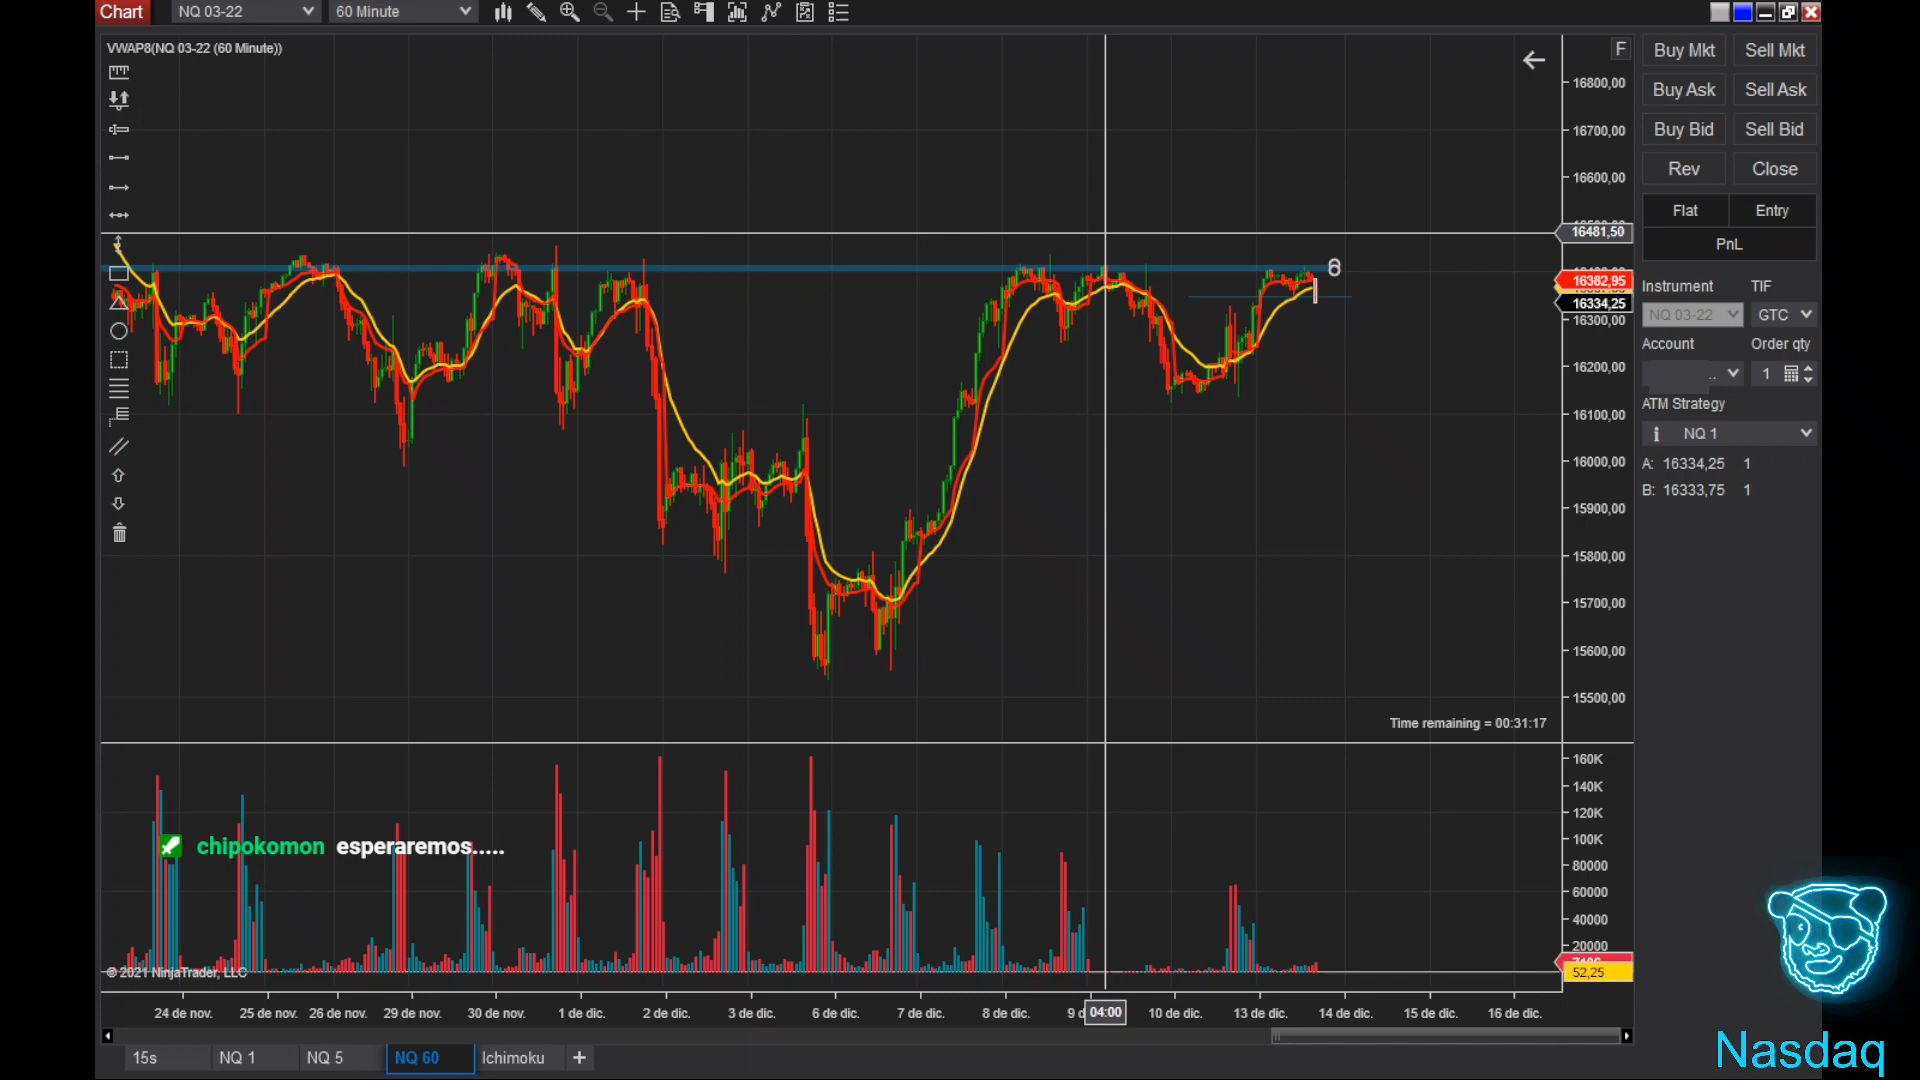 Chart
NQ 03-22
60 Minute
VWAP8(NQ 03-22 (60 Minute))
F
16800,00
16700,00
16600,00
16481,50
16382,95
16334,25
16300,00
16200,00
16100,00
16000,00
15900,00
15800,00
15700,00
15600,00
15500,00
6
Time remaining = 00:31:17
160K
140K
120K
100K
80000
60000
40000
20000
52,25
chipokomon esperaremos.....
© 2021 NinjaTrader, LLC
24 de nov.
25 de nov.
26 de nov.
29 de nov.
30 de nov.
1 de dic.
2 de dic.
3 de dic.
6 de dic.
7 de dic.
8 de dic.
9 d
04:00
10 de dic.
13 de dic.
14 de dic.
15 de dic.
16 de dic.
15s
NQ 1
NQ 5
NQ 60
Ichimoku
+
Buy Mkt
Sell Mkt
Buy Ask
Sell Ask
Buy Bid
Sell Bid
Rev
Close
Flat
Entry
PnL
Instrument
TIF
NQ 03-22
GTC
Account
Order qty
..
1
ATM Strategy
NQ 1
A: 16334,25 1
B: 16333,75 1
Nasdaq